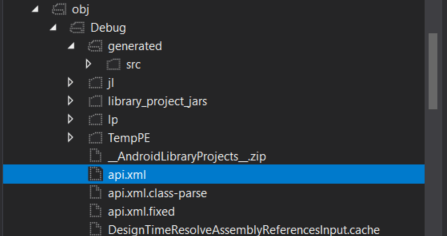 obj
Debug
generated
src
jl
library_project_jars
lp
TempPE
__AndroidLibraryProjects__.zip
api.xml
api.xml.class-parse
api.xml.fixed
DesignTimeResolveAssemblyReferencesInput.cache